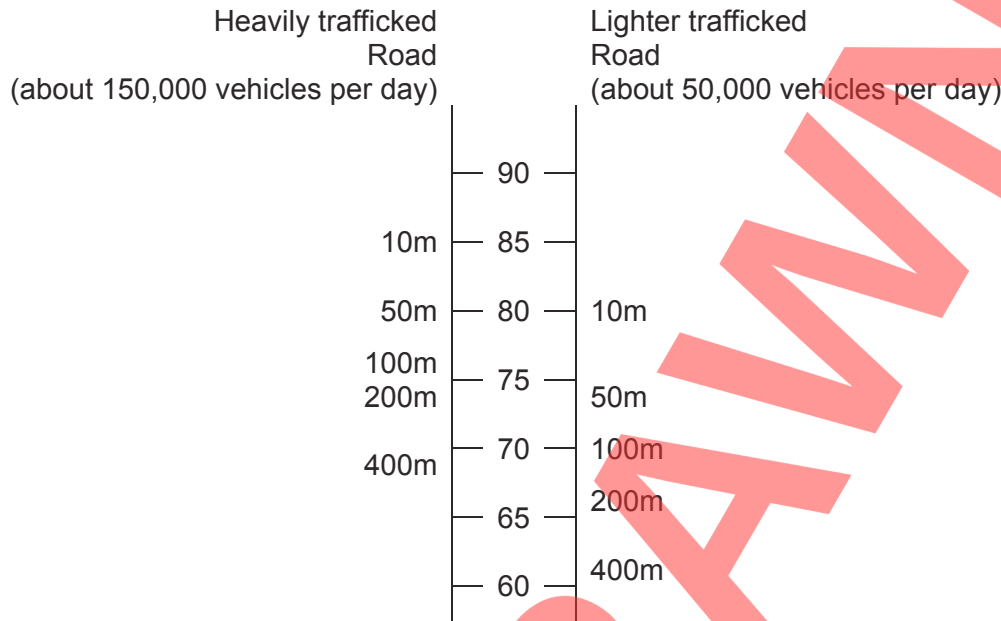 Heavily trafficked
Road
(about 150,000 vehicles per day)
Lighter trafficked
Road
(about 50,000 vehicles per day)
90
10m 85
50m 80 10m
100m
75
200m 50m
70 100m
400m
200m
65
400m
60